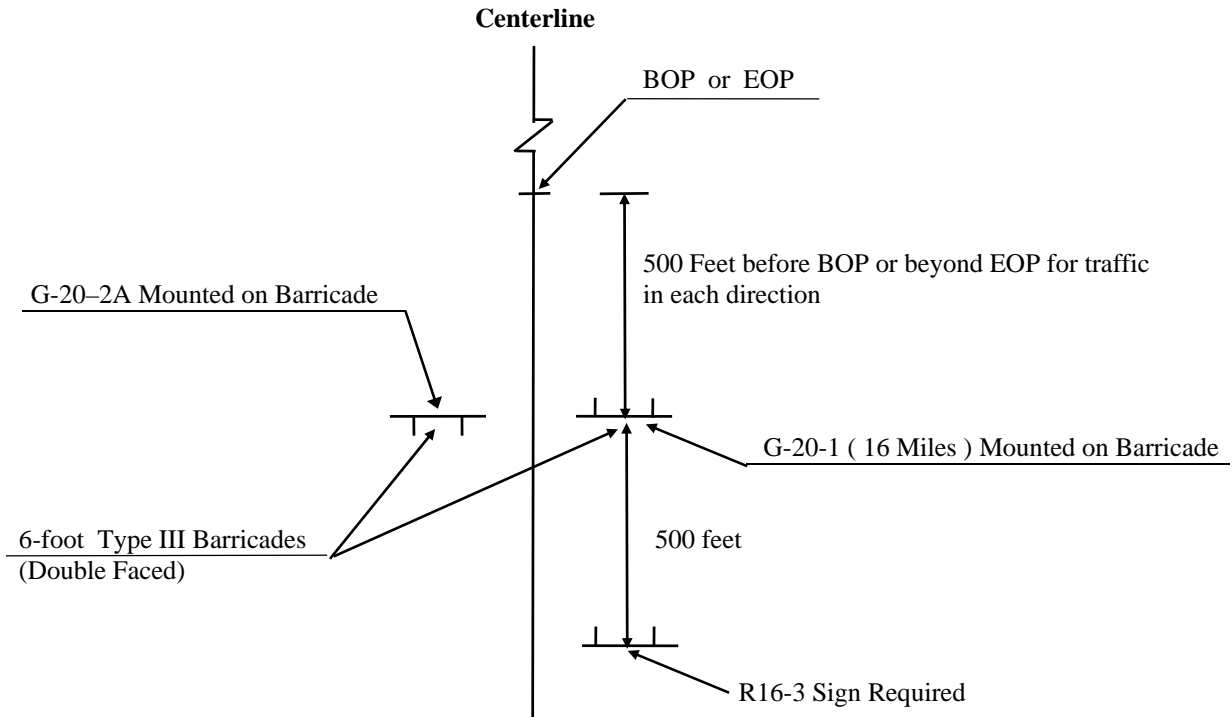 Centerline
BOP or EOP
500 Feet before BOP or beyond EOP for traffic
in each direction
G-20–2A Mounted on Barricade
G-20-1 ( 16 Miles ) Mounted on Barricade
6-foot Type III Barricades
(Double Faced)
500 feet
R16-3 Sign Required